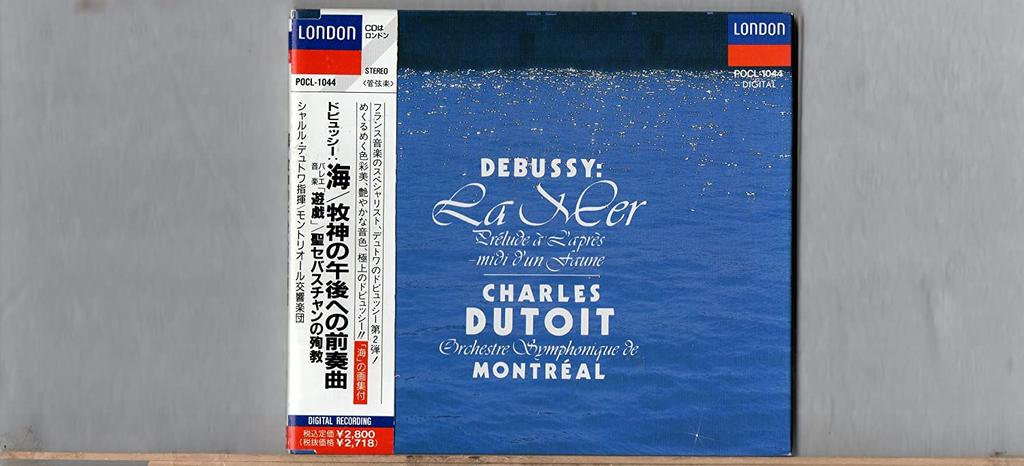 LONDON
CDは
ロンドン
POCL-1044
STEREO
〈管弦楽〉
フランス音楽のスペシャリスト、デュトワのドビュッシー第2弾!
めくるめく色彩美、艶やかな音色、極上のドビュッシー!!「海」の画集付
ドビュッシー:海/牧神の午後への前奏曲
バレエ音楽「遊戯」/聖セバスチャンの殉教
シャルル・デュトワ指揮/モントリオール交響楽団
DIGITAL RECORDING
税込定価¥2,800
(税抜価格¥2,718)
LONDON
POCL-1044
DIGITAL
DEBUSSY:
La Mer
Prélude à L'après
-midi d'un Faune
CHARLES
DUTOIT
Orchestre Symphonique de
MONTRÉAL